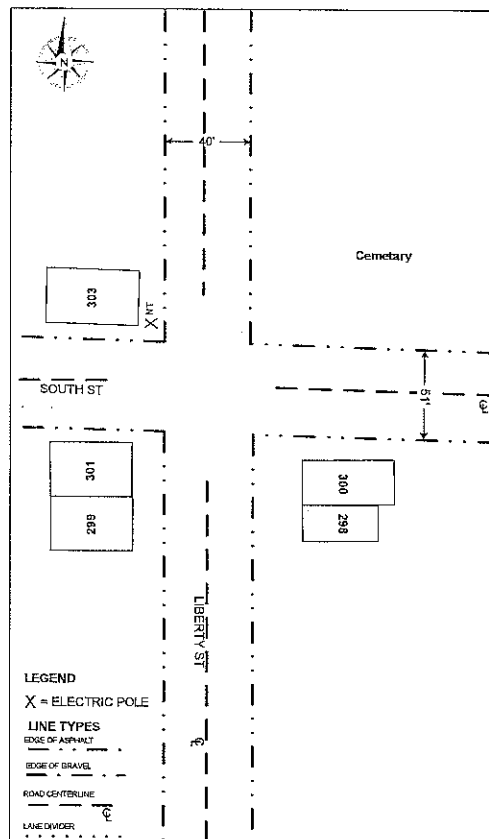 N
40'
Cemetary
303
NT
X
SOUTH ST
51'
℄
301
299
300
298
LIBERTY ST
℄
LEGEND
X = ELECTRIC POLE
LINE TYPES
EDGE OF ASPHALT
EDGE OF GRAVEL
ROAD CENTERLINE
℄
LANE DIVIDER